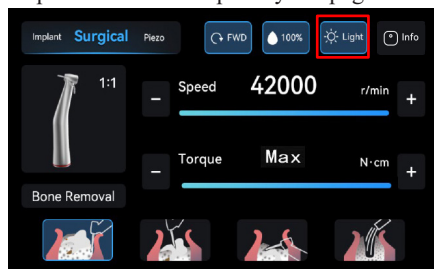 Implant Surgical Piezo FWD 100% Light Info
1:1
Speed 42000 r/min
Torque Max N·cm
Bone Removal